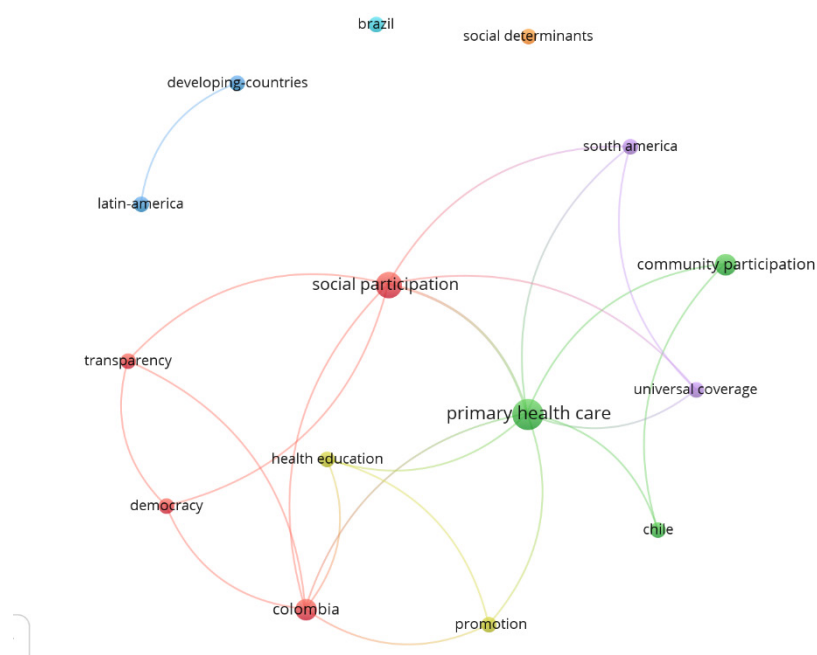 brazil
social determinants
developing-countries
south america
latin-america
community participation
social participation
transparency
universal coverage
primary health care
health education
democracy
chile
colombia
promotion